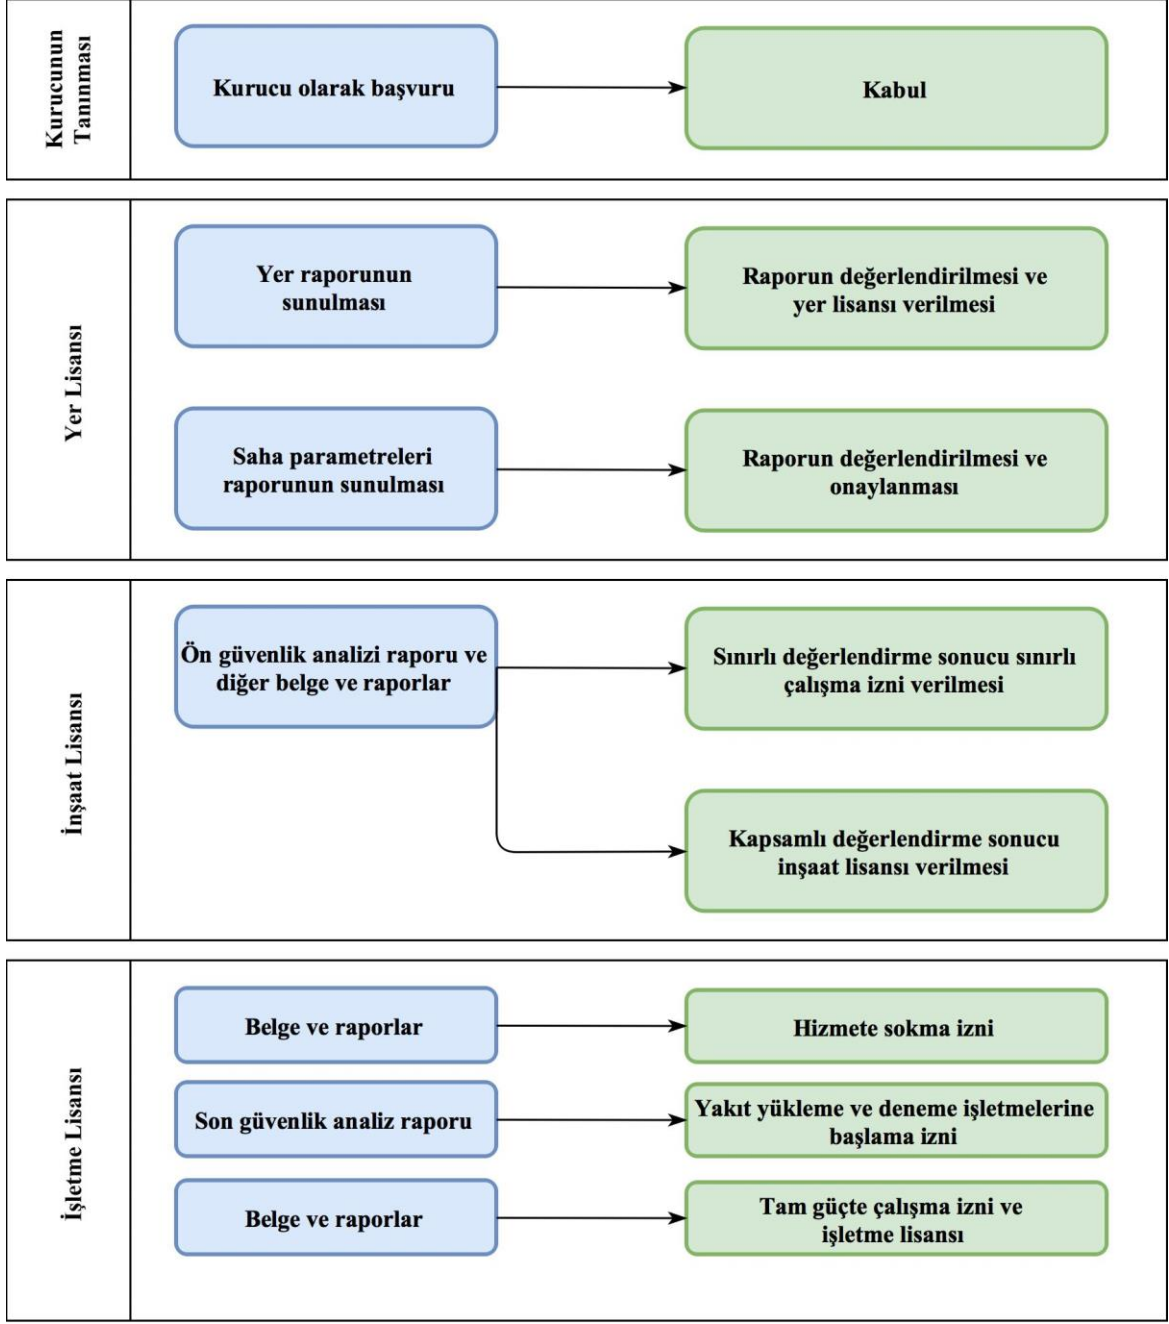 Kurucunun
Tanınması
Kurucu olarak başvuru
Kabul
Yer Lisansı
Yer raporunun
sunulması
Raporun değerlendirilmesi ve
yer lisansı verilmesi
Saha parametreleri
raporunun sunulması
Raporun değerlendirilmesi ve
onaylanması
İnşaat Lisansı
Ön güvenlik analizi raporu ve
diğer belge ve raporlar
Sınırlı değerlendirme sonucu sınırlı
çalışma izni verilmesi
Kapsamlı değerlendirme sonucu
inşaat lisansı verilmesi
İşletme Lisansı
Belge ve raporlar
Hizmete sokma izni
Son güvenlik analiz raporu
Yakıt yükleme ve deneme işletmelerine
başlama izni
Belge ve raporlar
Tam güçte çalışma izni ve
işletme lisansı